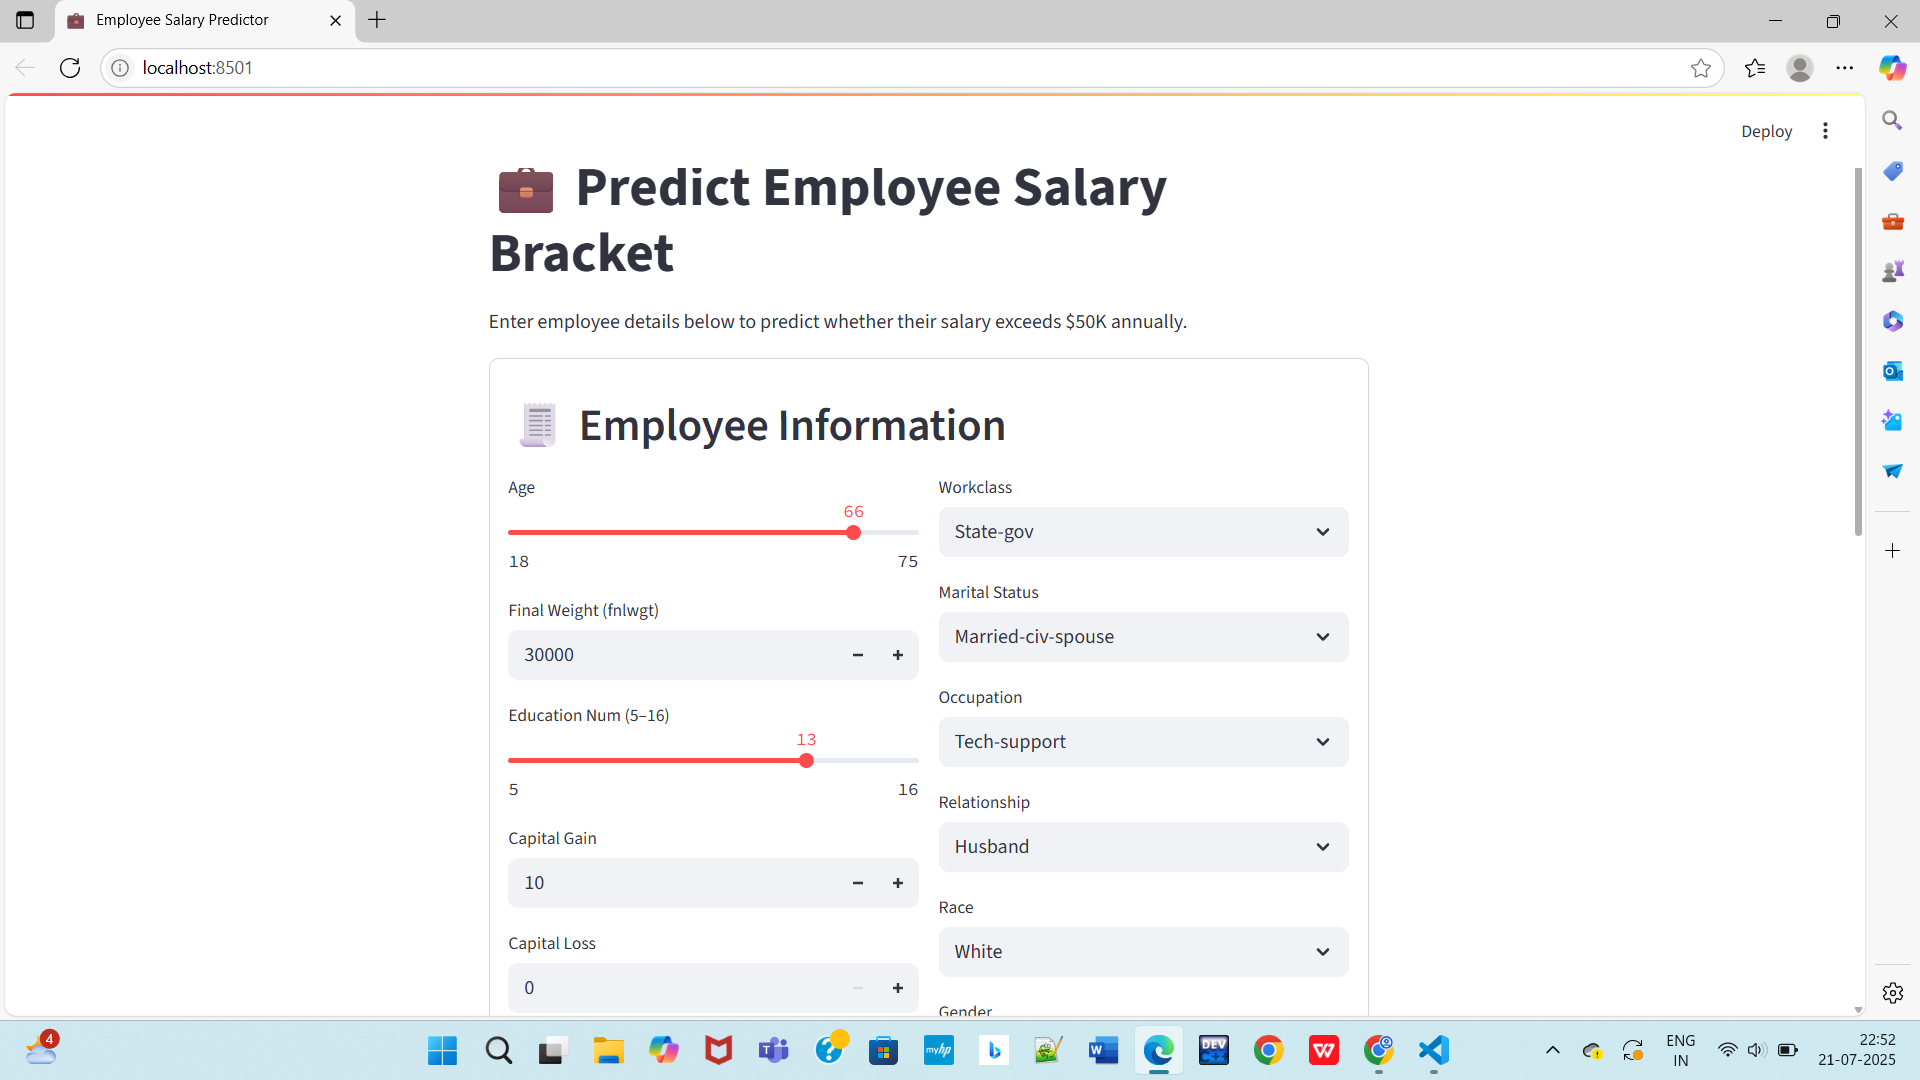 Employee Salary Predictor
localhost:8501
Deploy
Predict Employee Salary
Bracket
Enter employee details below to predict whether their salary exceeds $50K annually.
Employee Information
Age
66
18 75
Final Weight (fnlwgt)
30000
Education Num (5–16)
13
5 16
Capital Gain
10
Capital Loss
0
Workclass
State-gov
Marital Status
Married-civ-spouse
Occupation
Tech-support
Relationship
Husband
Race
White
Gender
4
myhp
DEV
C++
ENG
IN
22:52
21-07-2025